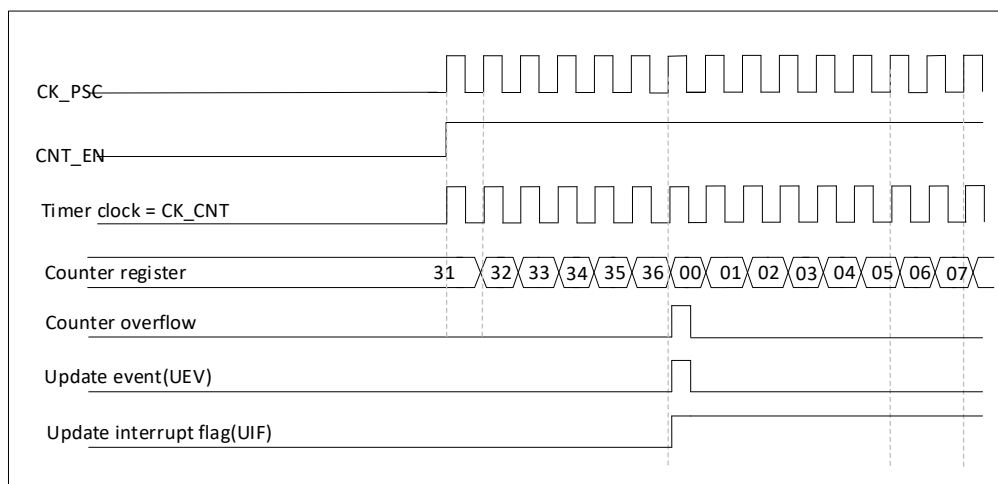 CK_PSC
CNT_EN
Timer clock = CK_CNT
Counter register 31 32 33 34 35 36 00 01 02 03 04 05 06 07
Counter overflow
Update event(UEV)
Update interrupt flag(UIF)